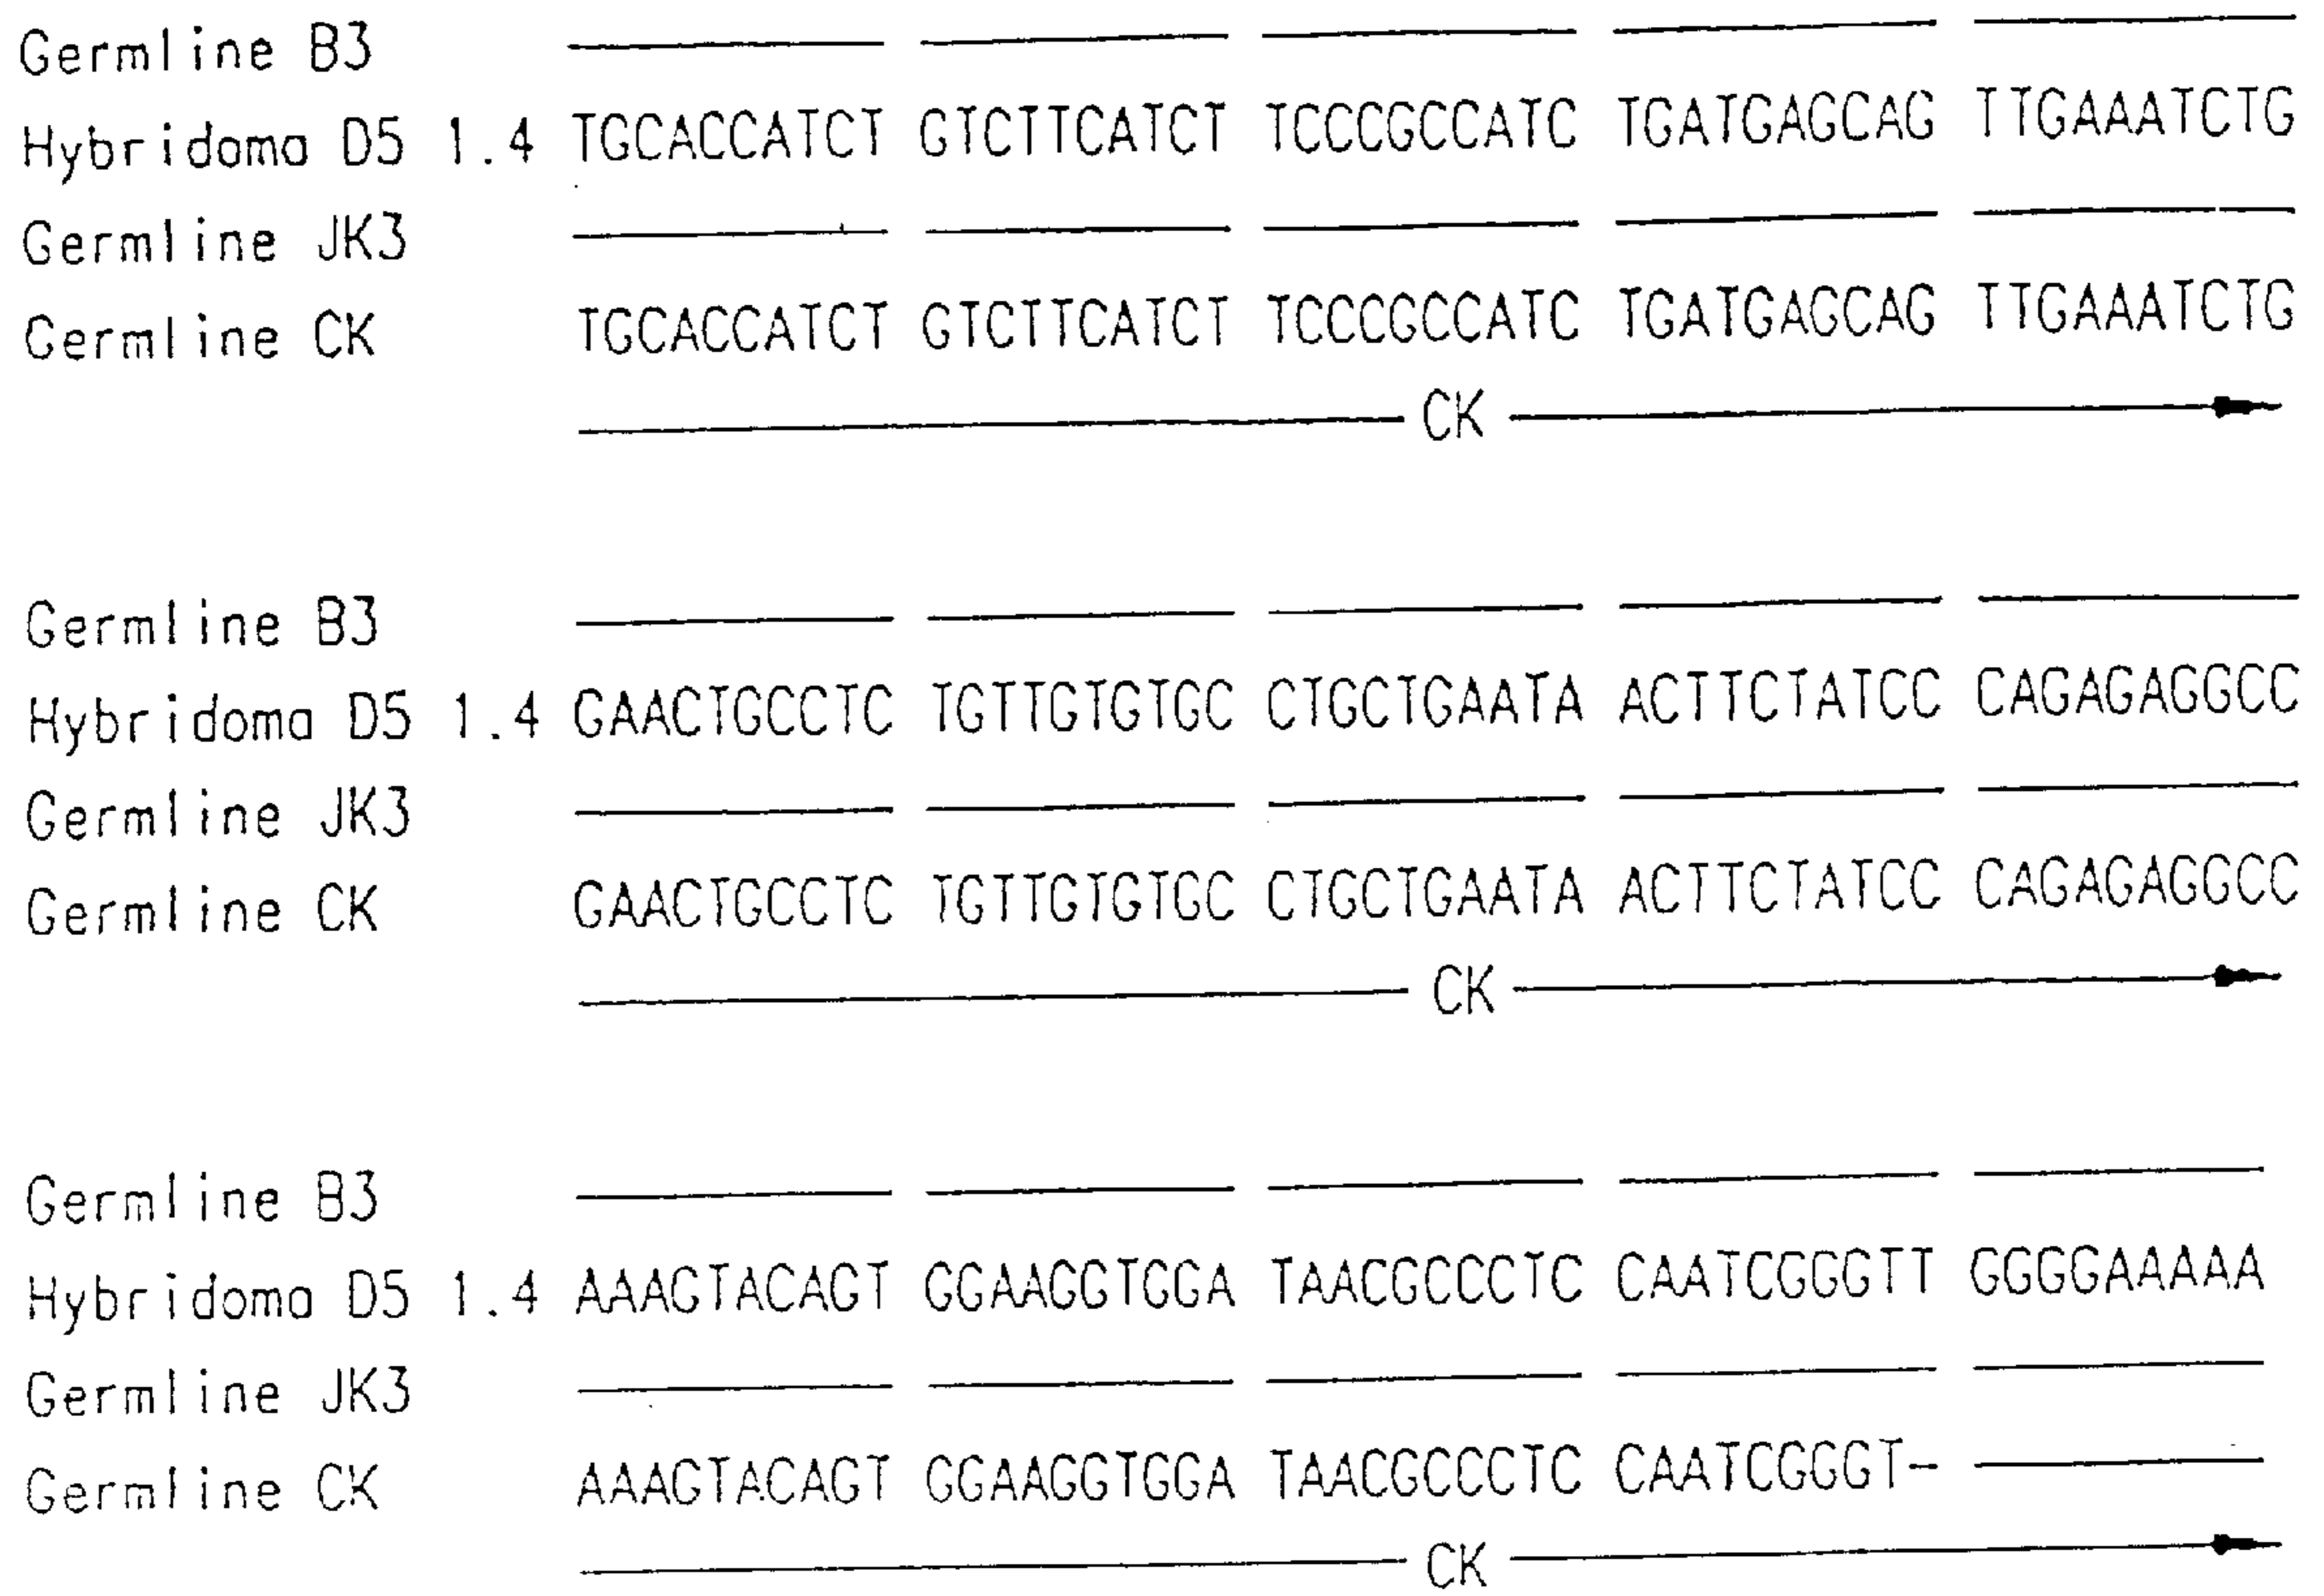 Germline B3
Hybridoma D5 1.4 TGCACCATCT GTCTTCATCT TCCCGCCATC TGATGAGCAG TTGAAATCTG
Germline JK3
Germline CK TGCACCATCT GTCTTCATCT TCCCGCCATC TGATGAGCAG TTGAAATCTG
CK
Germline B3
Hybridoma D5 1.4 GAACTGCCTC TGTTGTGTGC CTGCTGAATA ACTTCTATCC CAGAGAGGCC
Germline JK3
Germline CK GAACTGCCTC TGTTGTGTGC CTGCTGAATA ACTTCTATCC CAGAGAGGCC
CK
Germline B3
Hybridoma D5 1.4 AAAGTACAGT GGAAGGTGGA TAACGCCCTC CAATCGGGTT GGGGAAAAA
Germline JK3
Germline CK AAAGTACAGT GGAAGGTGGA TAACGCCCTC CAATCGGGT-
CK